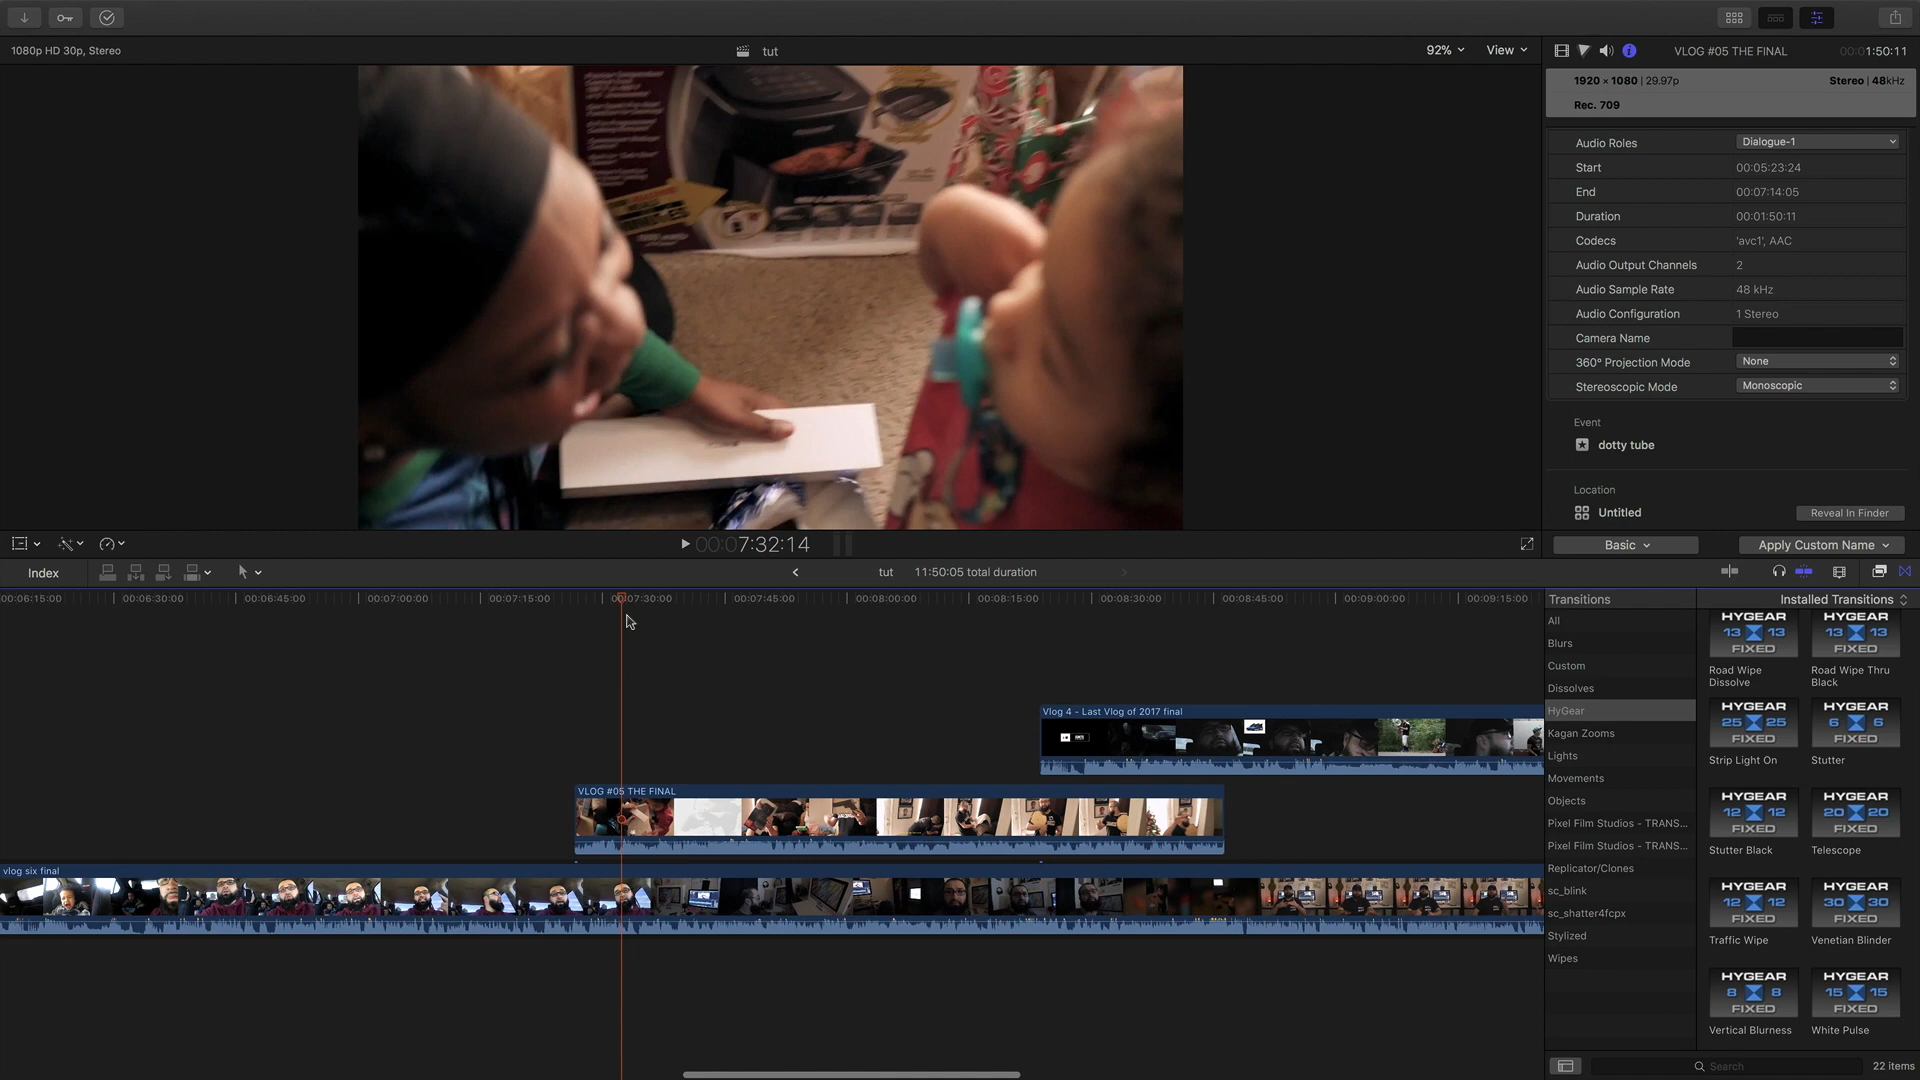 1080p HD 30p, Stereo
tut
92%
View
VLOG #05 THE FINAL
00:01:50:11
1920 × 1080 | 29.97p
Stereo | 48kHz
Rec. 709
Audio Roles
Dialogue-1
Start
00:05:23:24
End
00:07:14:05
Duration
00:01:50:11
Codecs
'avc1', AAC
Audio Output Channels
2
Audio Sample Rate
48 kHz
Audio Configuration
1 Stereo
Camera Name
360° Projection Mode
None
Stereoscopic Mode
Monoscopic
Event
dotty tube
Location
Untitled
Reveal In Finder
00:07:32:14
Basic
Apply Custom Name
Index
tut
11:50:05 total duration
00:06:15:00
00:06:30:00
00:06:45:00
00:07:00:00
00:07:15:00
00:07:30:00
00:07:45:00
00:08:00:00
00:08:15:00
00:08:30:00
00:08:45:00
00:09:00:00
00:09:15:00
Vlog 4 - Last Vlog of 2017 final
VLOG #05 THE FINAL
vlog six final
Transitions
Installed Transitions
All
Blurs
Custom
Dissolves
HyGear
Kagan Zooms
Lights
Movements
Objects
Pixel Film Studios - TRANS...
Pixel Film Studios - TRANS...
Replicator/Clones
sc_blink
sc_shatter4fcpx
Stylized
Wipes
HYGEAR
13 13
FIXED
Road Wipe
Dissolve
HYGEAR
13 13
FIXED
Road Wipe Thru
Black
HYGEAR
25 25
FIXED
Strip Light On
HYGEAR
6 6
FIXED
Stutter
HYGEAR
12 12
FIXED
Stutter Black
HYGEAR
20 20
FIXED
Telescope
HYGEAR
12 12
FIXED
Traffic Wipe
HYGEAR
30 30
FIXED
Venetian Blinder
HYGEAR
8 8
FIXED
Vertical Blurness
HYGEAR
15 15
FIXED
White Pulse
Search
22 items